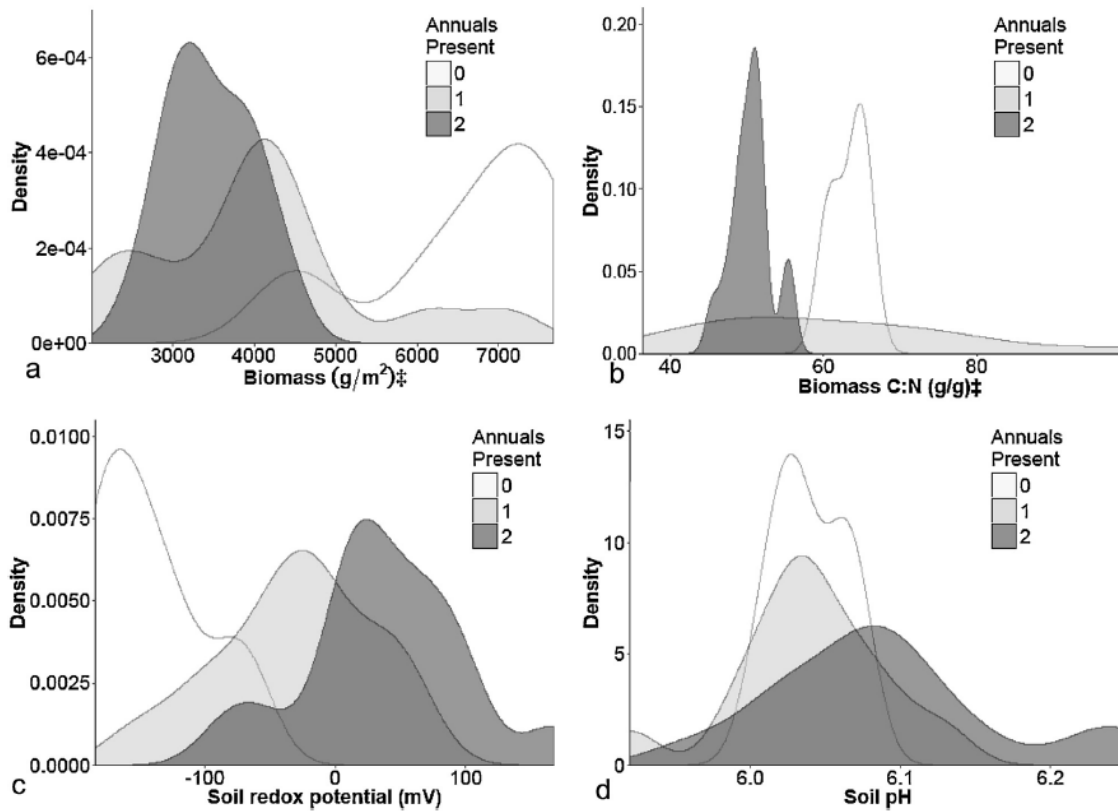 Annuals
Present
0
1
2
6e-04
4e-04
2e-04
0e+00
Density
3000 4000 5000 6000 7000
a
Biomass (g/m²)‡
Annuals
Present
0
1
2
0.20
0.15
0.10
0.05
0.00
Density
40 60 80
b
Biomass C:N (g/g)‡
Annuals
Present
0
1
2
0.0100
0.0075
0.0050
0.0025
0.0000
Density
-100 0 100
c
Soil redox potential (mV)
Annuals
Present
0
1
2
15
10
5
0
Density
6.0 6.1 6.2
d
Soil pH